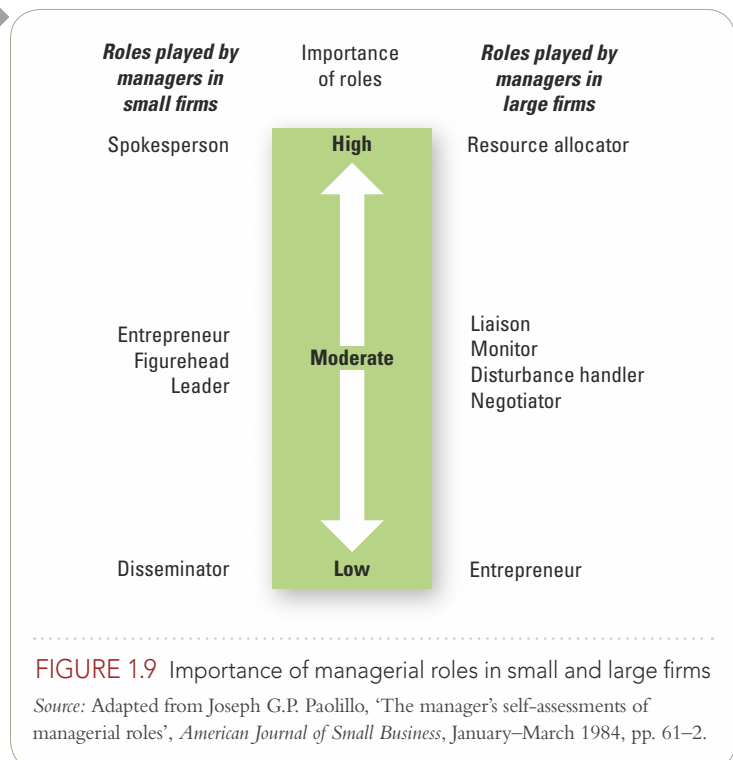 Roles played by
managers in
small firms
Importance
of roles
Roles played by
managers in
large firms
Spokesperson
High
Resource allocator
Entrepreneur
Figurehead
Leader
Moderate
Liaison
Monitor
Disturbance handler
Negotiator
Disseminator
Low
Entrepreneur
FIGURE 1.9 Importance of managerial roles in small and large firms
Source: Adapted from Joseph G.P. Paolillo, ‘The manager’s self-assessments of
managerial roles’, American Journal of Small Business, January–March 1984, pp. 61–2.